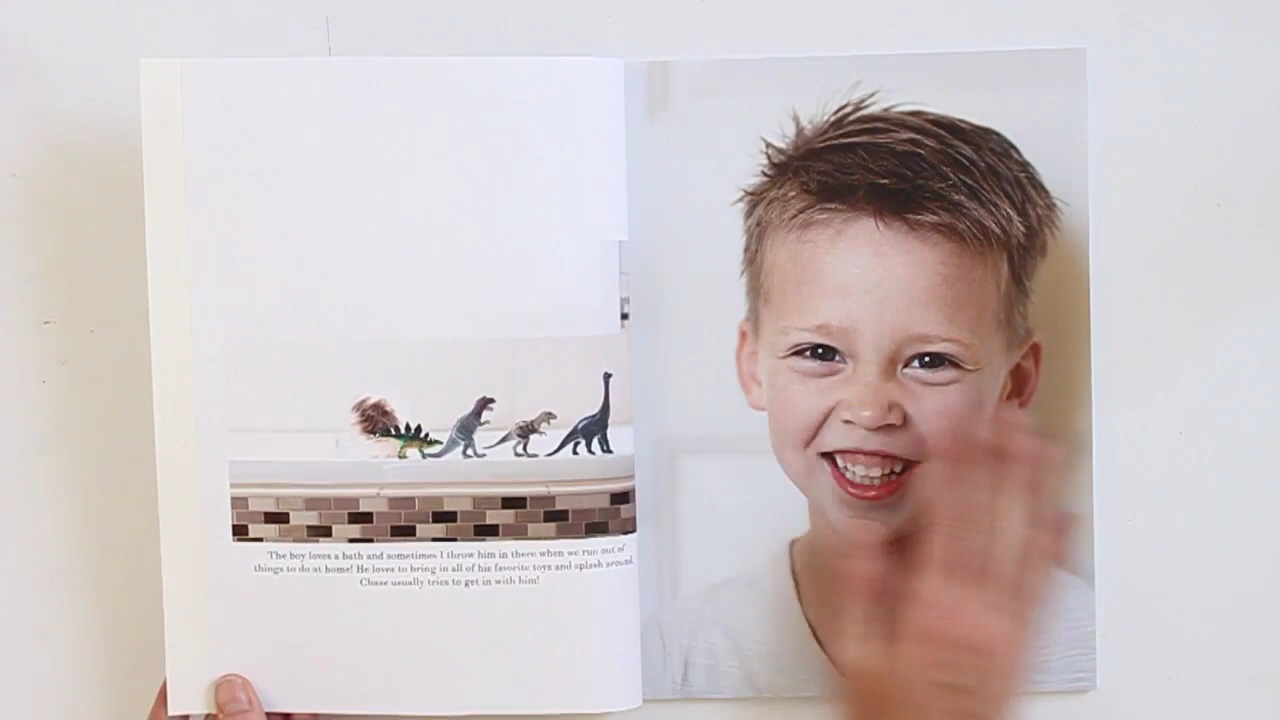 The boy loves a bath and sometimes I throw him in there when we run out of
things to do at home! He loves to bring in all of his favorite toys and splash around.
Chase usually tries to get in with him!